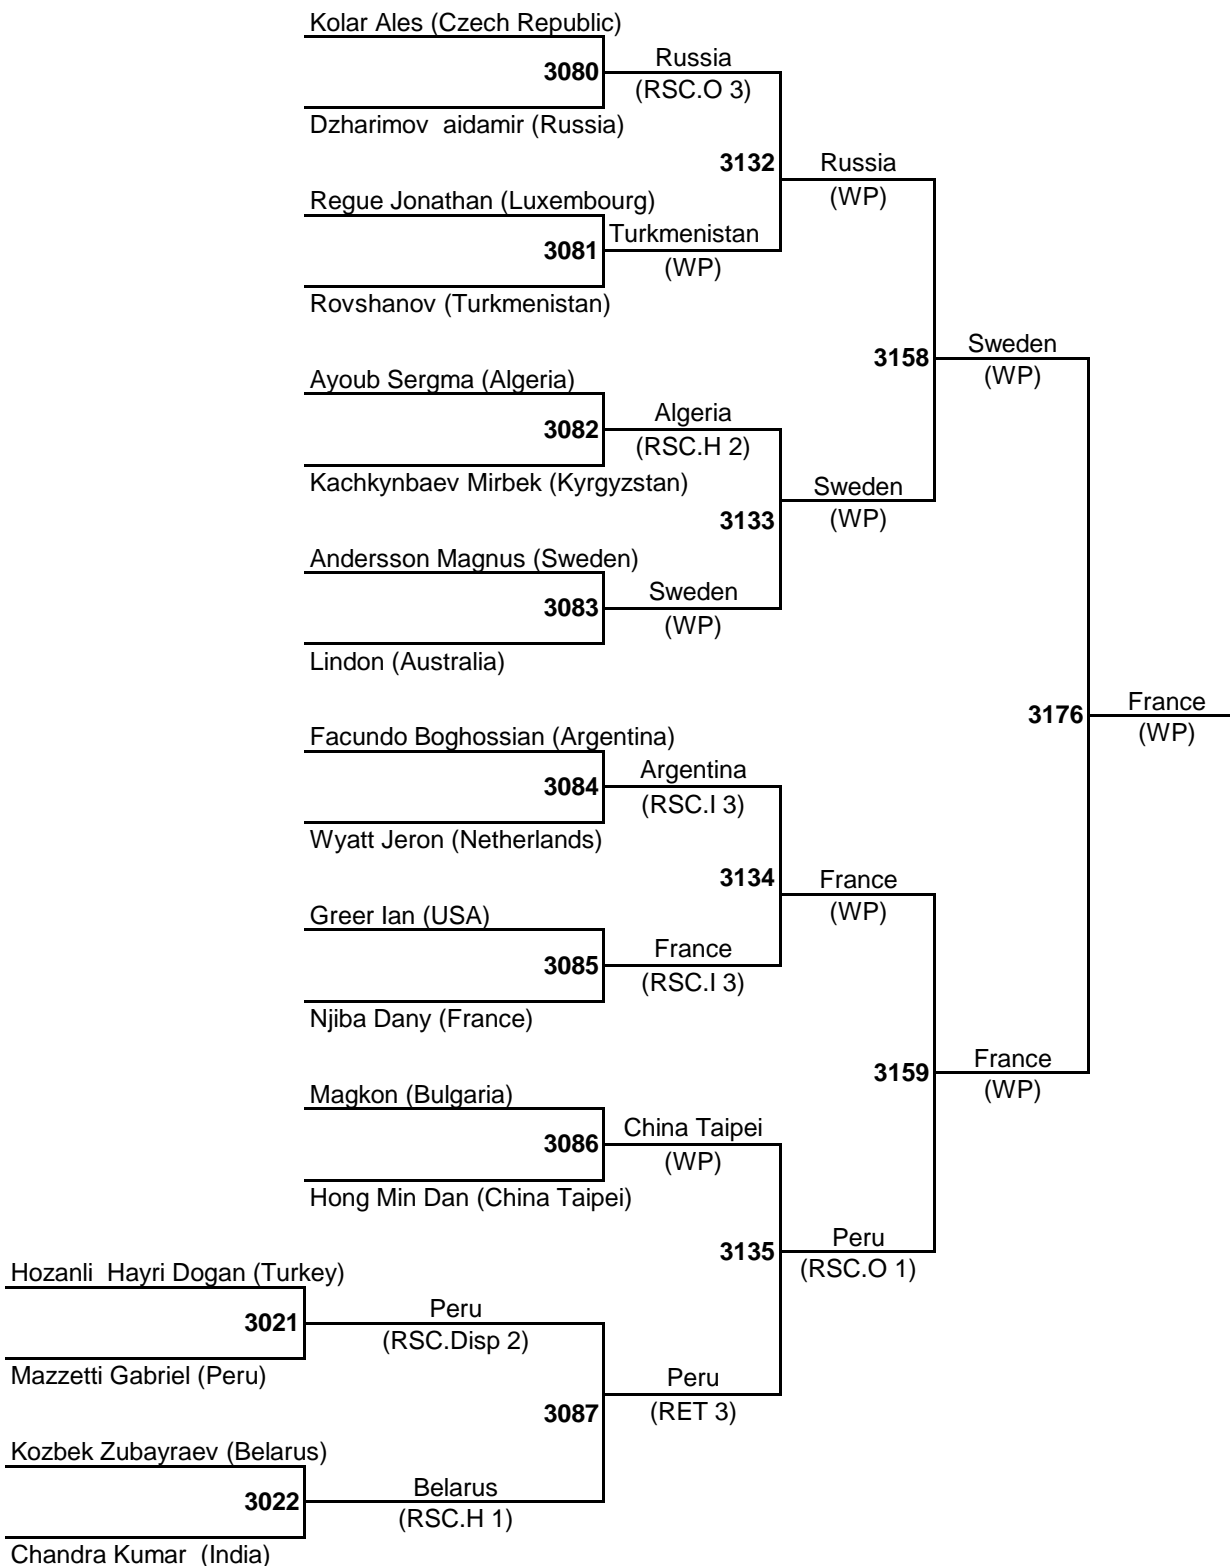 Kolar Ales (Czech Republic)
Russia
3080
(RSC.O 3)
Dzharimov  aidamir (Russia)
3132
Russia
(WP)
Regue Jonathan (Luxembourg)
Turkmenistan
3081
(WP)
Rovshanov (Turkmenistan)
3158
Sweden
(WP)
Ayoub Sergma (Algeria)
Algeria
3082
(RSC.H 2)
Kachkynbaev Mirbek (Kyrgyzstan)
Sweden
3133
(WP)
Andersson Magnus (Sweden)
Sweden
3083
(WP)
Lindon (Australia)
France
3176
(WP)
Facundo Boghossian (Argentina)
Argentina
3084
(RSC.I 3)
Wyatt Jeron (Netherlands)
3134
France
(WP)
Greer Ian (USA)
France
3085
(RSC.I 3)
Njiba Dany (France)
France
3159
(WP)
Magkon (Bulgaria)
China Taipei
3086
(WP)
Hong Min Dan (China Taipei)
Peru
3135
(RSC.O 1)
Hozanli  Hayri Dogan (Turkey)
Peru
3021
(RSC.Disp 2)
Mazzetti Gabriel (Peru)
Peru
3087
(RET 3)
Kozbek Zubayraev (Belarus)
Belarus
3022
(RSC.H 1)
Chandra Kumar  (India)